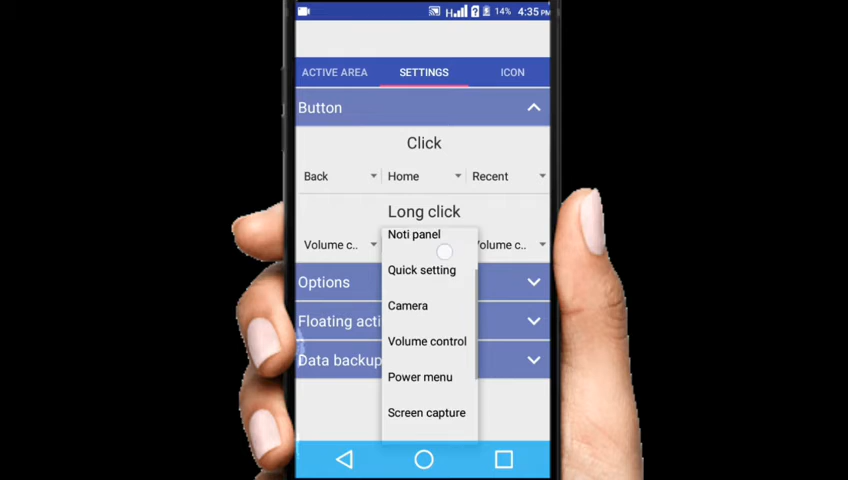 H 14% 4:35 PM
ACTIVE AREA SETTINGS ICON
Button
Click
Back Home Recent
Long click
Volume c.. Volume c..
Noti panel
Quick setting
Camera
Volume control
Power menu
Screen capture
Options
Floating acti
Data backup